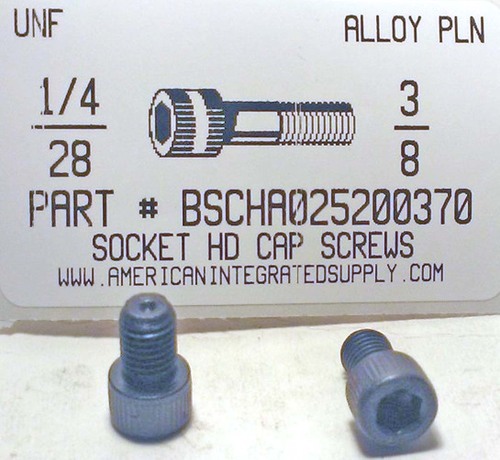 UNF ALLOY PLN
1/4 3
28 8
PART # BSCHA025200370
SOCKET HD CAP SCREWS
WWW.AMERICANINTEGRATEDSUPPLY.COM